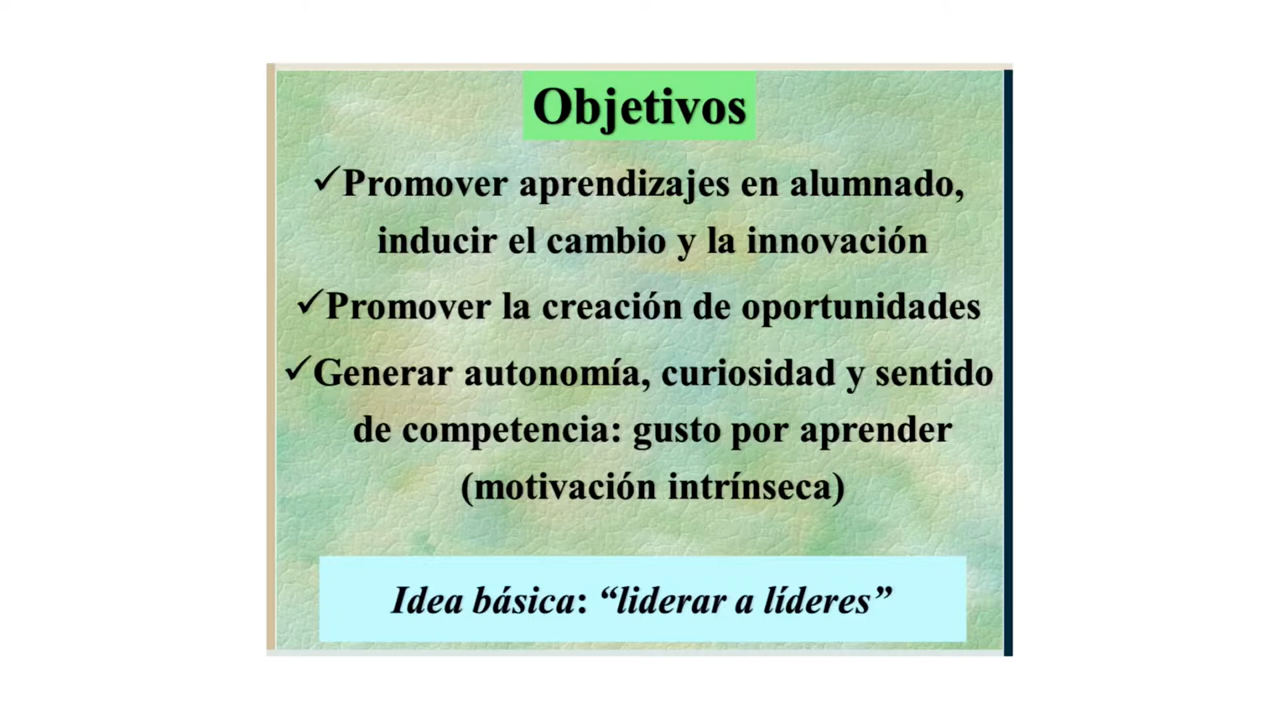 Objetivos
✓Promover aprendizajes en alumnado,
inducir el cambio y la innovación
✓Promover la creación de oportunidades
✓Generar autonomía, curiosidad y sentido
de competencia: gusto por aprender
(motivación intrínseca)
Idea básica: “liderar a líderes”